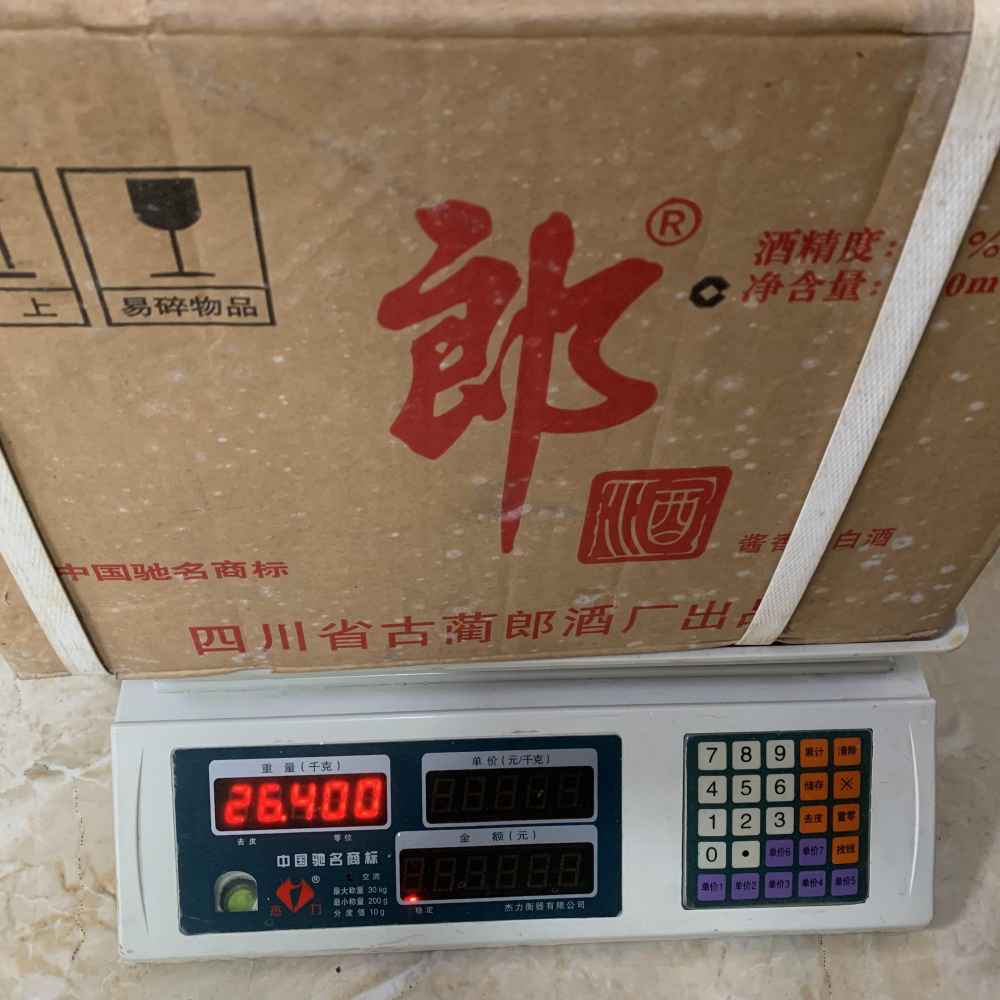 上
易碎物品
郎®
酒精度: %
净含量: 0m
酒
酱香 白酒
中国驰名商标
四川省古蔺郎酒厂出品
重量(千克)
26.400
去皮 零位
单价(元/千克)
金 额(元)
中国驰名商标
®
交流
最大称量 30kg
最小称量 200g
分度值 10g
稳定
杰力衡器有限公司
7 8 9 累计 清除
4 5 6 储存 ×
1 2 3 去皮 置零
0 • 单价6 单价7 找钱
单价1 单价2 单价3 单价4 单价5